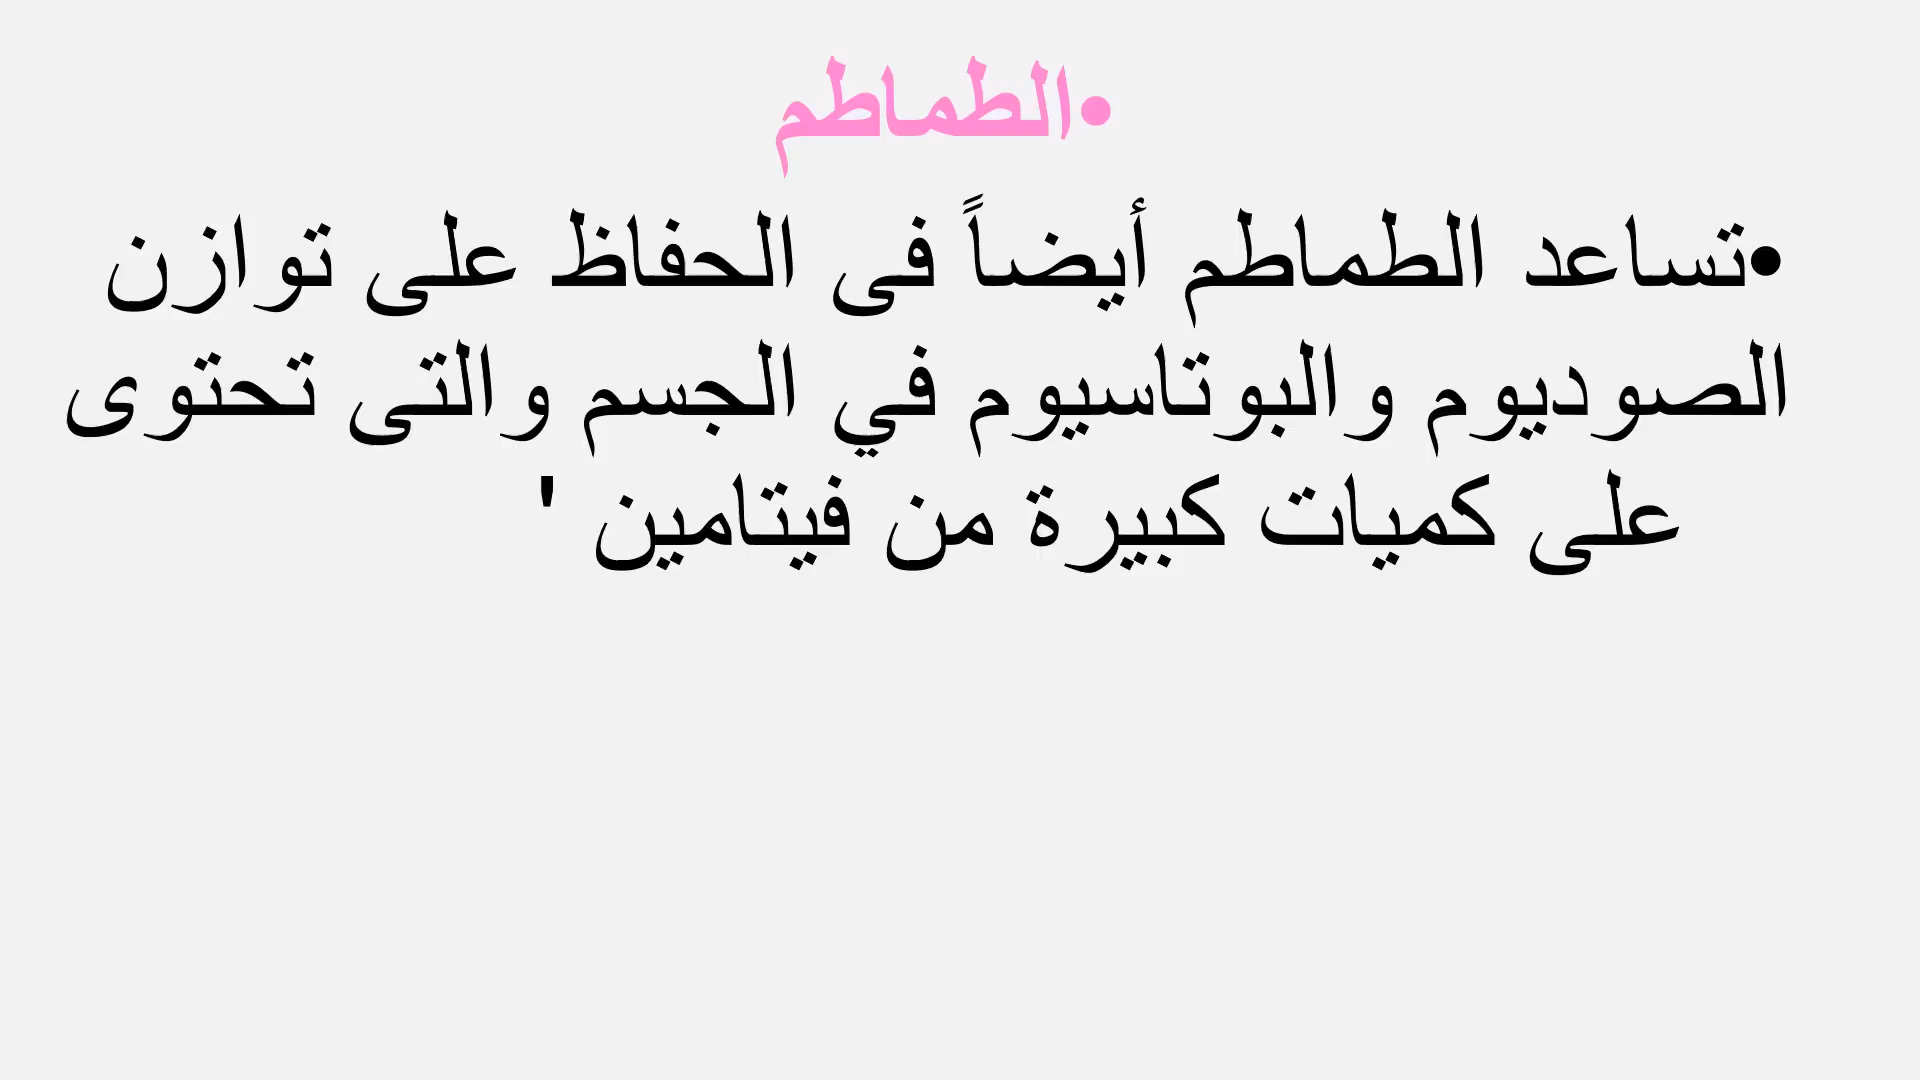 •الطماطم
•تساعد الطماطم أيضاً فى الحفاظ على توازن
الصوديوم والبوتاسيوم في الجسم والتى تحتوى
على كميات كبيرة من فيتامين '